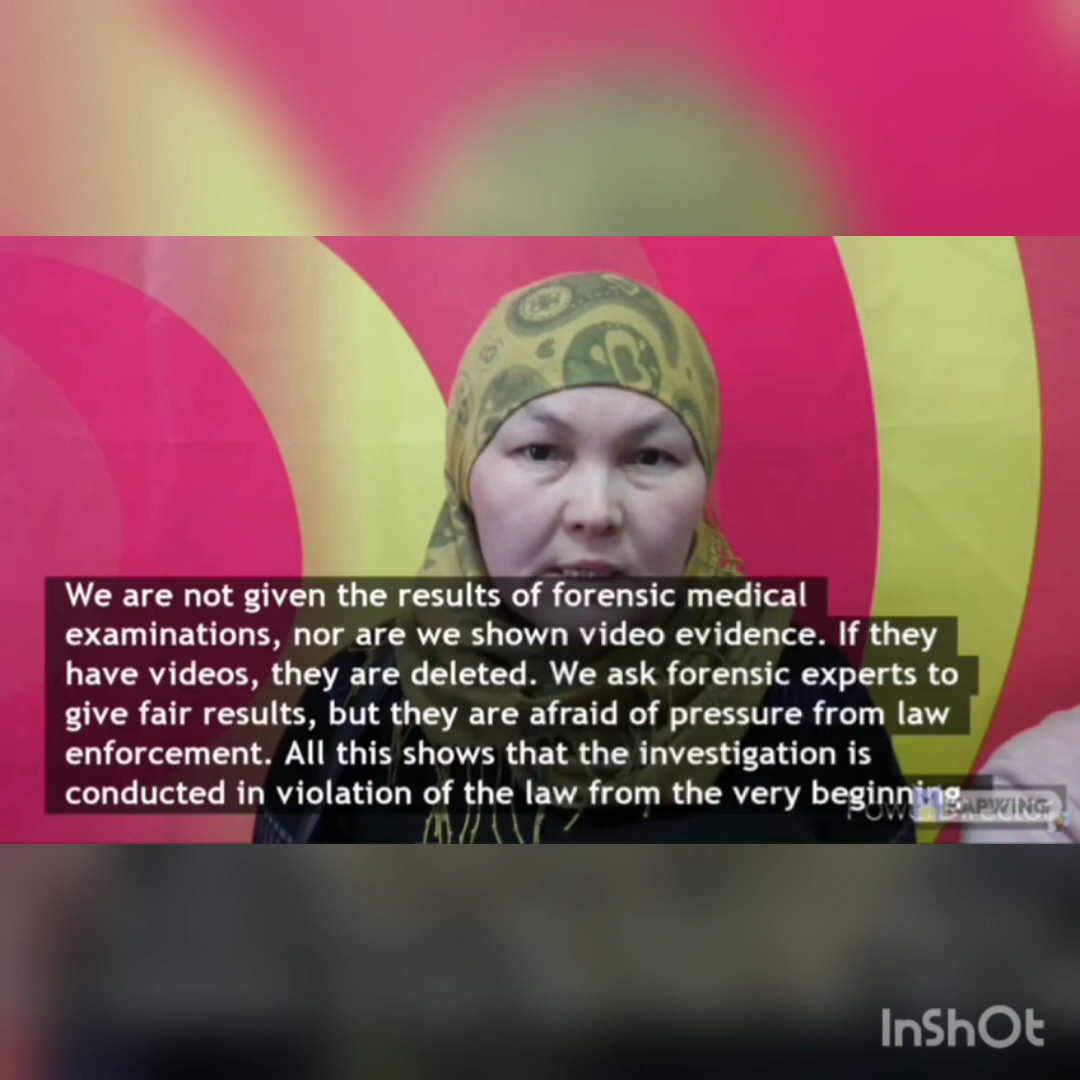 We are not given the results of forensic medical
examinations, nor are we shown video evidence. If they
have videos, they are deleted. We ask forensic experts to
give fair results, but they are afraid of pressure from law
enforcement. All this shows that the investigation is
conducted in violation of the law from the very beginning.
KAPWING
InShOt